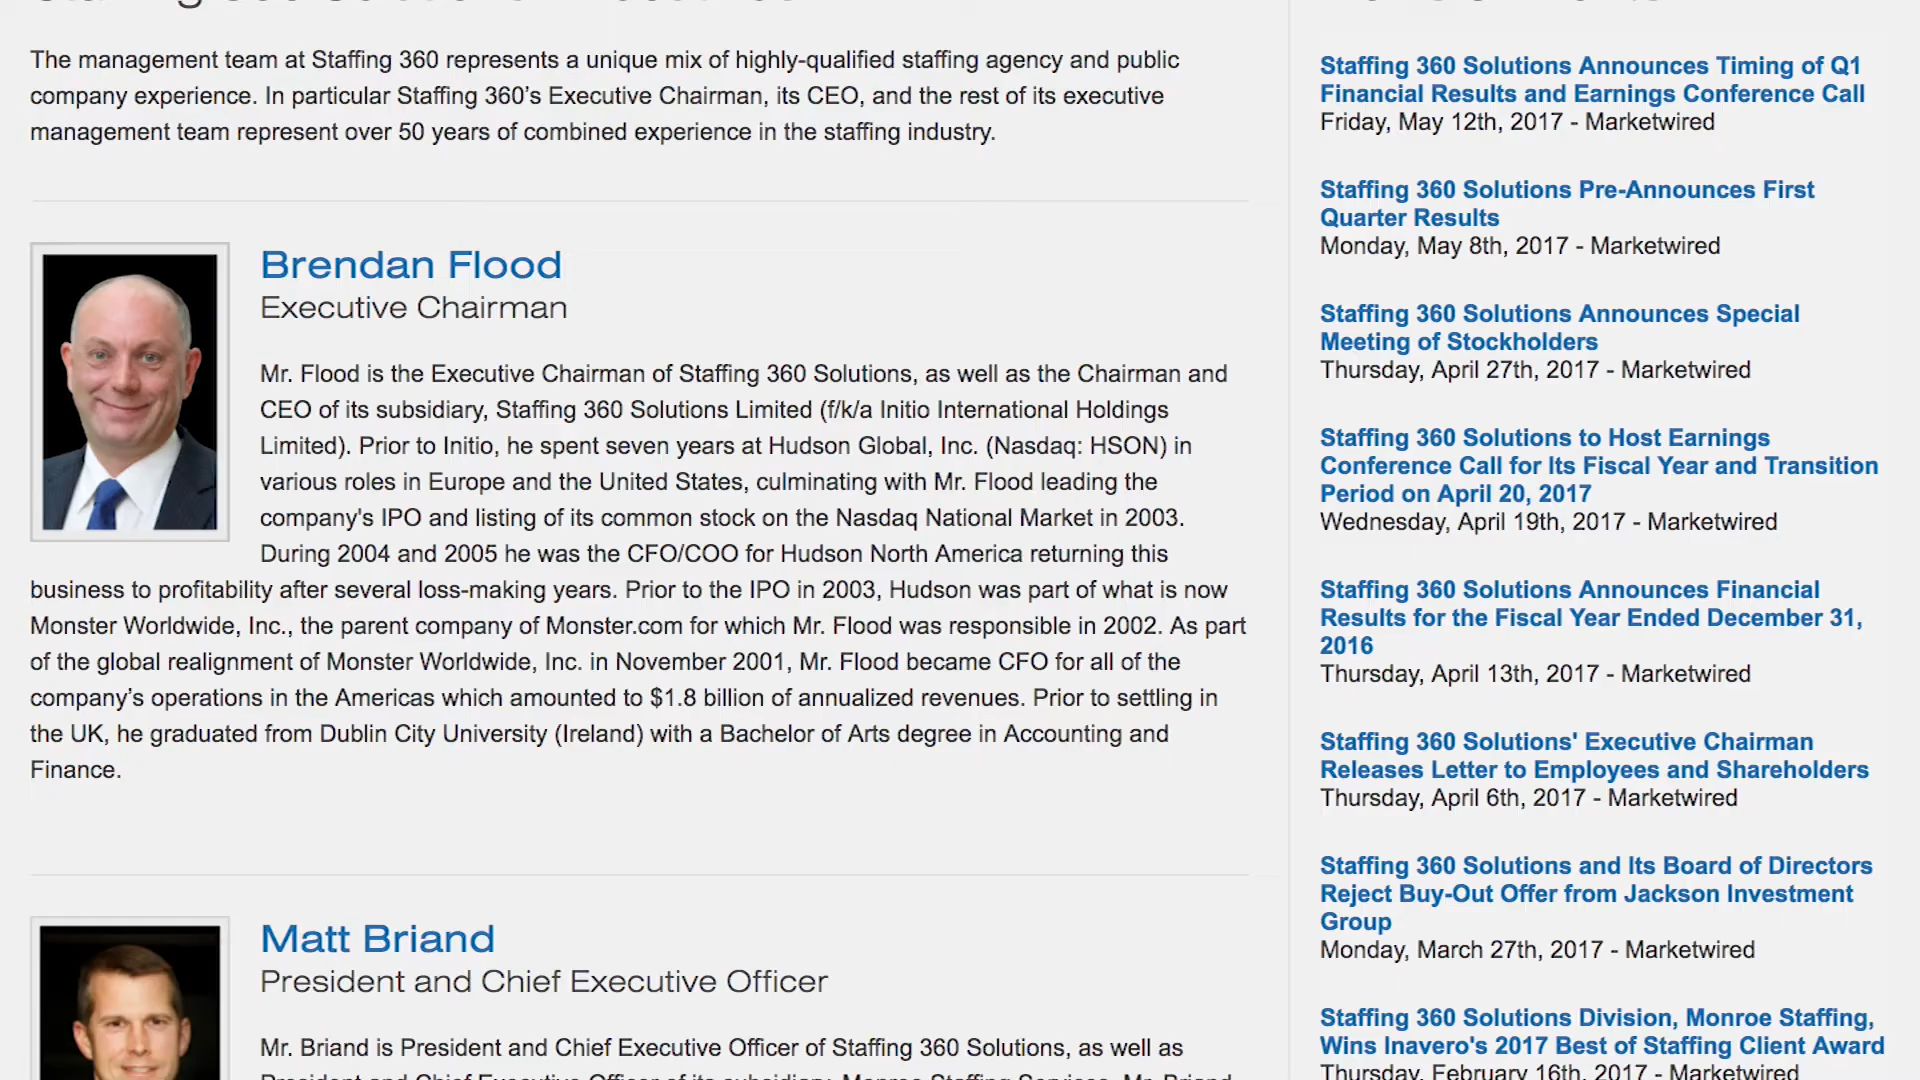 The management team at Staffing 360 represents a unique mix of highly-qualified staffing agency and public
company experience. In particular Staffing 360’s Executive Chairman, its CEO, and the rest of its executive
management team represent over 50 years of combined experience in the staffing industry.
Brendan Flood
Executive Chairman
Mr. Flood is the Executive Chairman of Staffing 360 Solutions, as well as the Chairman and
CEO of its subsidiary, Staffing 360 Solutions Limited (f/k/a Initio International Holdings
Limited). Prior to Initio, he spent seven years at Hudson Global, Inc. (Nasdaq: HSON) in
various roles in Europe and the United States, culminating with Mr. Flood leading the
company's IPO and listing of its common stock on the Nasdaq National Market in 2003.
During 2004 and 2005 he was the CFO/COO for Hudson North America returning this
business to profitability after several loss-making years. Prior to the IPO in 2003, Hudson was part of what is now
Monster Worldwide, Inc., the parent company of Monster.com for which Mr. Flood was responsible in 2002. As part
of the global realignment of Monster Worldwide, Inc. in November 2001, Mr. Flood became CFO for all of the
company’s operations in the Americas which amounted to $1.8 billion of annualized revenues. Prior to settling in
the UK, he graduated from Dublin City University (Ireland) with a Bachelor of Arts degree in Accounting and
Finance.
Matt Briand
President and Chief Executive Officer
Mr. Briand is President and Chief Executive Officer of Staffing 360 Solutions, as well as
President and Chief Executive Officer of its subsidiary, Monroe Staffing Services. Mr. Briand
Staffing 360 Solutions Announces Timing of Q1
Financial Results and Earnings Conference Call
Friday, May 12th, 2017 - Marketwired
Staffing 360 Solutions Pre-Announces First
Quarter Results
Monday, May 8th, 2017 - Marketwired
Staffing 360 Solutions Announces Special
Meeting of Stockholders
Thursday, April 27th, 2017 - Marketwired
Staffing 360 Solutions to Host Earnings
Conference Call for Its Fiscal Year and Transition
Period on April 20, 2017
Wednesday, April 19th, 2017 - Marketwired
Staffing 360 Solutions Announces Financial
Results for the Fiscal Year Ended December 31,
2016
Thursday, April 13th, 2017 - Marketwired
Staffing 360 Solutions' Executive Chairman
Releases Letter to Employees and Shareholders
Thursday, April 6th, 2017 - Marketwired
Staffing 360 Solutions and Its Board of Directors
Reject Buy-Out Offer from Jackson Investment
Group
Monday, March 27th, 2017 - Marketwired
Staffing 360 Solutions Division, Monroe Staffing,
Wins Inavero's 2017 Best of Staffing Client Award
Thursday, February 16th, 2017 - Marketwired